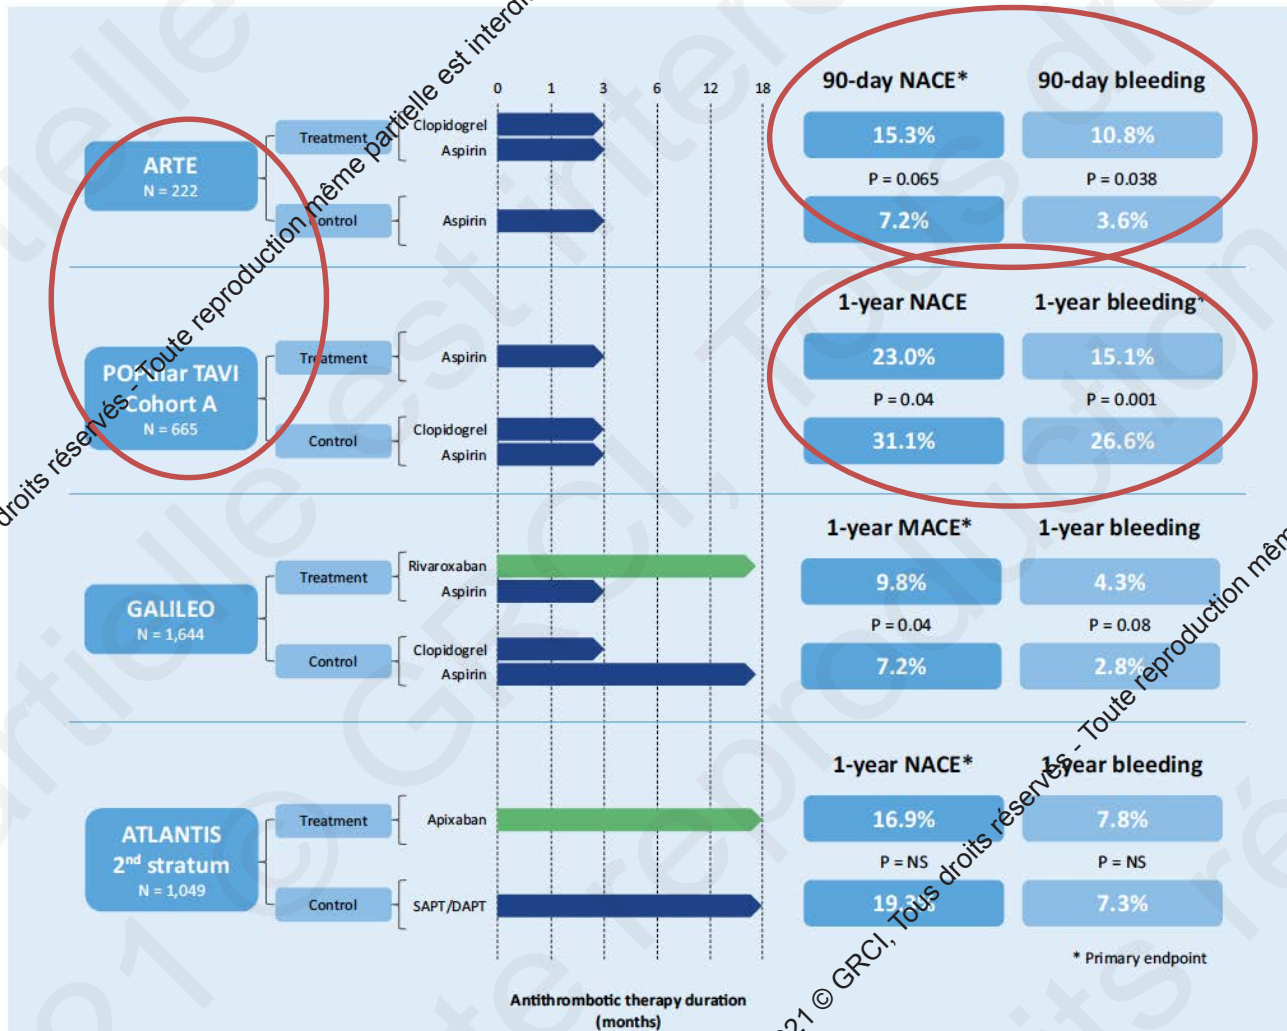 90-day NACE*
90-day bleeding
0 1 3 6 12 18
ARTE
N = 222
Treatment
Clopidogrel
Aspirin
15.3%
10.8%
P = 0.065
P = 0.038
Control
Aspirin
7.2%
3.6%
1-year NACE
1-year bleeding*
POPular TAVI
Cohort A
N = 665
Treatment
Aspirin
23.0%
15.1%
P = 0.04
P = 0.001
Control
Clopidogrel
Aspirin
31.1%
26.6%
1-year MACE*
1-year bleeding
GALILEO
N = 1,644
Treatment
Rivaroxaban
Aspirin
9.8%
4.3%
P = 0.04
P = 0.08
Control
Clopidogrel
Aspirin
7.2%
2.8%
1-year NACE*
1-year bleeding
ATLANTIS
2nd stratum
N = 1,049
Treatment
Apixaban
16.9%
7.8%
P = NS
P = NS
Control
SAPT/DAPT
7.3%
* Primary endpoint
Antithrombotic therapy duration
(months)
droits réservés - Toute reproduction même partielle est
© GRCI, Tous droits réservés - Toute reproduction même